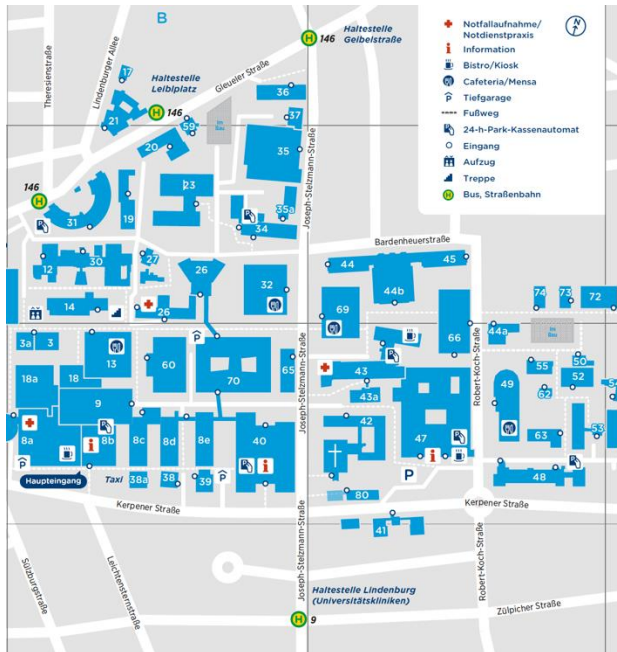 B
Haltestelle
Geibelstraße
146
Haltestelle
Leiblplatz
146
146
Theresienstraße
Lindenburger Allee
Gleueler Straße
Joseph-Stelzmann-Straße
Bardenheuerstraße
Notfallaufnahme/
Notdienstpraxis
Information
Bistro/Kiosk
Cafeteria/Mensa
Tiefgarage
Fußweg
24-h-Park-Kassenautomat
Eingang
Aufzug
Treppe
Bus, Straßenbahn
N
H
H
H
H
H
P
17
21
59
Im
Bau
36
37
20
35
23
31
19
35a
34
12
30
27
26
32
44
45
44b
14
26
69
66
74
73
72
44a
Im
Bau
3a
3
13
60
70
65
43
43a
49
55
50
52
62
54
18a
18
9
8a
8b
8c
8d
8e
40
42
47
63
53
48
Haupteingang
Taxi
38a
38
39
80
41
P
Kerpener Straße
Kerpener Straße
Joseph-Stelzmann-Straße
Robert-Koch-Straße
Robert-Koch-Straße
Sülzburgstraße
Leichtensternstraße
Joseph-Stelzmann-Straße
Haltestelle Lindenburg
(Universitätskliniken)
9
Zülpicher Straße